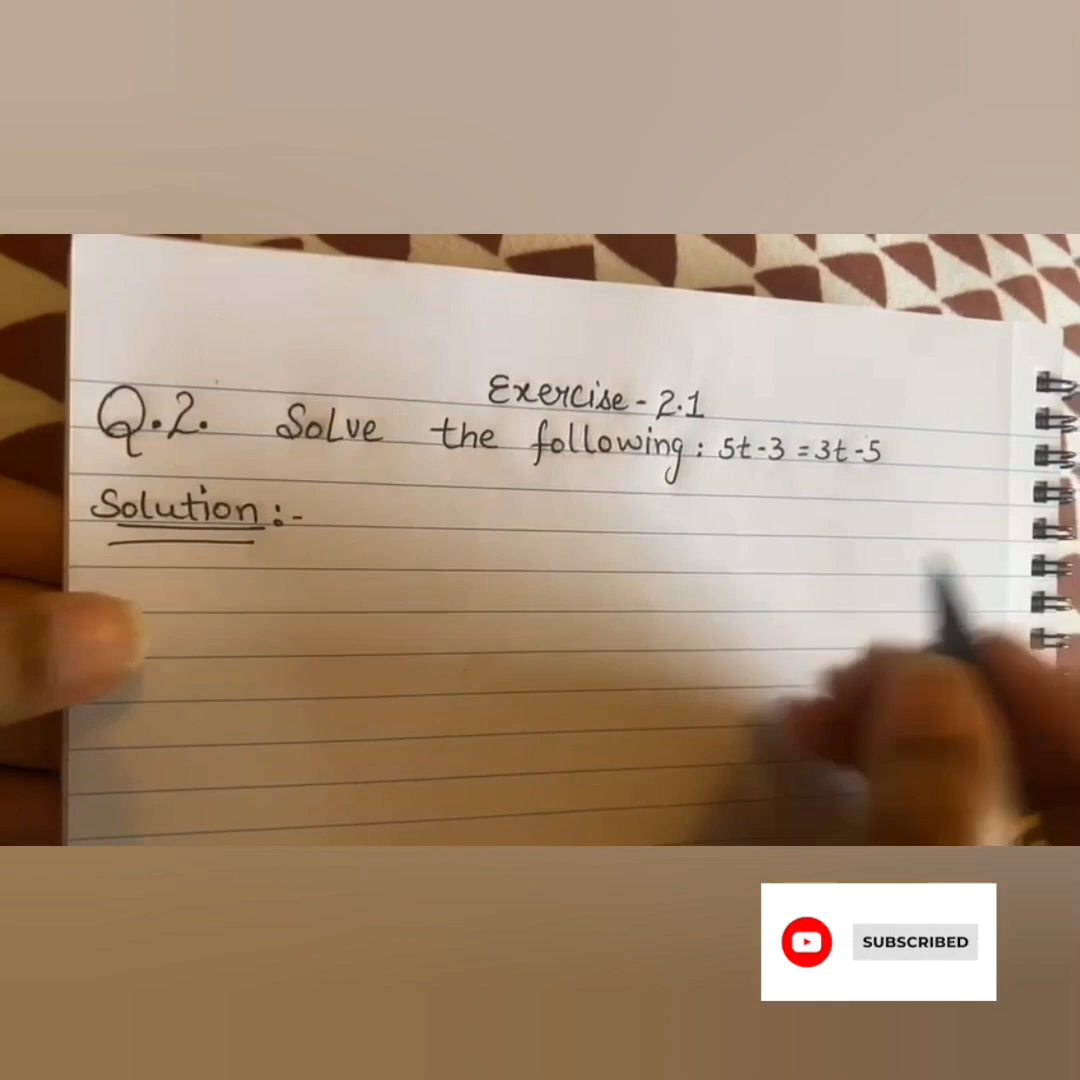 Exercise - 2.1
Q.2. Solve the following : 5t-3 = 3t-5
Solution :-
SUBSCRIBED